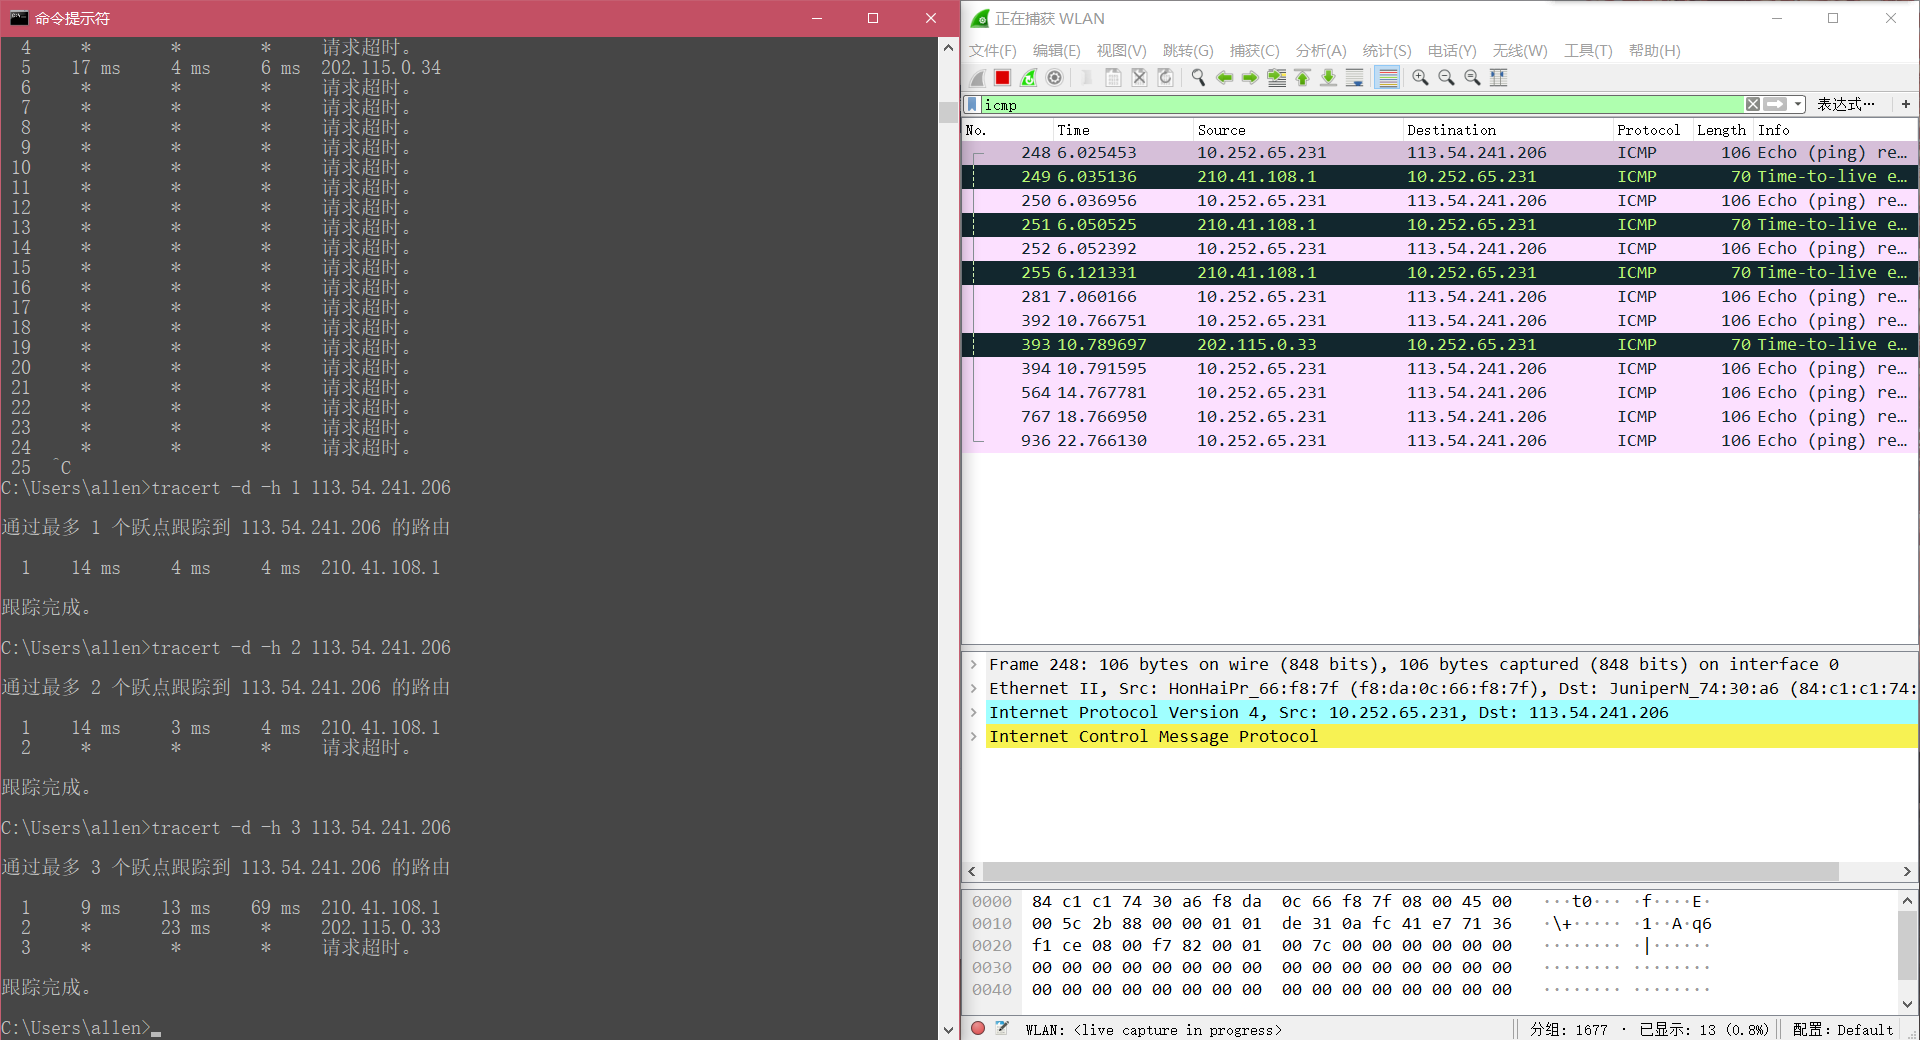 命令提示符
4 * * * 请求超时。
5 17 ms 4 ms 6 ms 202.115.0.34
6 * * * 请求超时。
7 * * * 请求超时。
8 * * * 请求超时。
9 * * * 请求超时。
10 * * * 请求超时。
11 * * * 请求超时。
12 * * * 请求超时。
13 * * * 请求超时。
14 * * * 请求超时。
15 * * * 请求超时。
16 * * * 请求超时。
17 * * * 请求超时。
18 * * * 请求超时。
19 * * * 请求超时。
20 * * * 请求超时。
21 * * * 请求超时。
22 * * * 请求超时。
23 * * * 请求超时。
24 * * * 请求超时。
25 ^C
C:\Users\allen>tracert -d -h 1 113.54.241.206
通过最多 1 个跃点跟踪到 113.54.241.206 的路由
1 14 ms 4 ms 4 ms 210.41.108.1
跟踪完成。
C:\Users\allen>tracert -d -h 2 113.54.241.206
通过最多 2 个跃点跟踪到 113.54.241.206 的路由
1 14 ms 3 ms 4 ms 210.41.108.1
2 * * * 请求超时。
跟踪完成。
C:\Users\allen>tracert -d -h 3 113.54.241.206
通过最多 3 个跃点跟踪到 113.54.241.206 的路由
1 9 ms 13 ms 69 ms 210.41.108.1
2 * 23 ms * 202.115.0.33
3 * * * 请求超时。
跟踪完成。
C:\Users\allen>
正在捕获 WLAN
文件(F) 编辑(E) 视图(V) 跳转(G) 捕获(C) 分析(A) 统计(S) 电话(Y) 无线(W) 工具(T) 帮助(H)
icmp 表达式… +
No. Time Source Destination Protocol Length Info
248 6.025453 10.252.65.231 113.54.241.206 ICMP 106 Echo (ping) re…
249 6.035136 210.41.108.1 10.252.65.231 ICMP 70 Time-to-live e…
250 6.036956 10.252.65.231 113.54.241.206 ICMP 106 Echo (ping) re…
251 6.050525 210.41.108.1 10.252.65.231 ICMP 70 Time-to-live e…
252 6.052392 10.252.65.231 113.54.241.206 ICMP 106 Echo (ping) re…
255 6.121331 210.41.108.1 10.252.65.231 ICMP 70 Time-to-live e…
281 7.060166 10.252.65.231 113.54.241.206 ICMP 106 Echo (ping) re…
392 10.766751 10.252.65.231 113.54.241.206 ICMP 106 Echo (ping) re…
393 10.789697 202.115.0.33 10.252.65.231 ICMP 70 Time-to-live e…
394 10.791595 10.252.65.231 113.54.241.206 ICMP 106 Echo (ping) re…
564 14.767781 10.252.65.231 113.54.241.206 ICMP 106 Echo (ping) re…
767 18.766950 10.252.65.231 113.54.241.206 ICMP 106 Echo (ping) re…
936 22.766130 10.252.65.231 113.54.241.206 ICMP 106 Echo (ping) re…
Frame 248: 106 bytes on wire (848 bits), 106 bytes captured (848 bits) on interface 0
Ethernet II, Src: HonHaiPr_66:f8:7f (f8:da:0c:66:f8:7f), Dst: JuniperN_74:30:a6 (84:c1:c1:74:
Internet Protocol Version 4, Src: 10.252.65.231, Dst: 113.54.241.206
Internet Control Message Protocol
0000 84 c1 c1 74 30 a6 f8 da 0c 66 f8 7f 08 00 45 00 ···t0··· ·f····E·
0010 00 5c 2b 88 00 00 01 01 de 31 0a fc 41 e7 71 36 ·\+····· ·1··A·q6
0020 f1 ce 08 00 f7 82 00 01 00 7c 00 00 00 00 00 00 ········ ·|······
0030 00 00 00 00 00 00 00 00 00 00 00 00 00 00 00 00 ········ ········
0040 00 00 00 00 00 00 00 00 00 00 00 00 00 00 00 00 ········ ········
WLAN: <live capture in progress> 分组: 1677 · 已显示: 13 (0.8%) 配置: Default